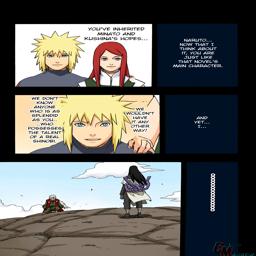 YOU'VE INHERITED
MINATO AND
KUSHINA'S HOPES...
NARUTO...
NOW THAT I
THINK ABOUT
IT, YOU ARE
JUST LIKE
THAT NOVEL'S
MAIN CHARACTER.
WE DON'T
KNOW
ANYONE
WHO IS
AS SPLENDID
AS YOU...
WHO
POSSESSES
THE TALENT
OF A REAL
SHINOBI.
WE
WOULDN'T
HAVE IT
ANY OTHER
WAY!
AND
YET...
I...